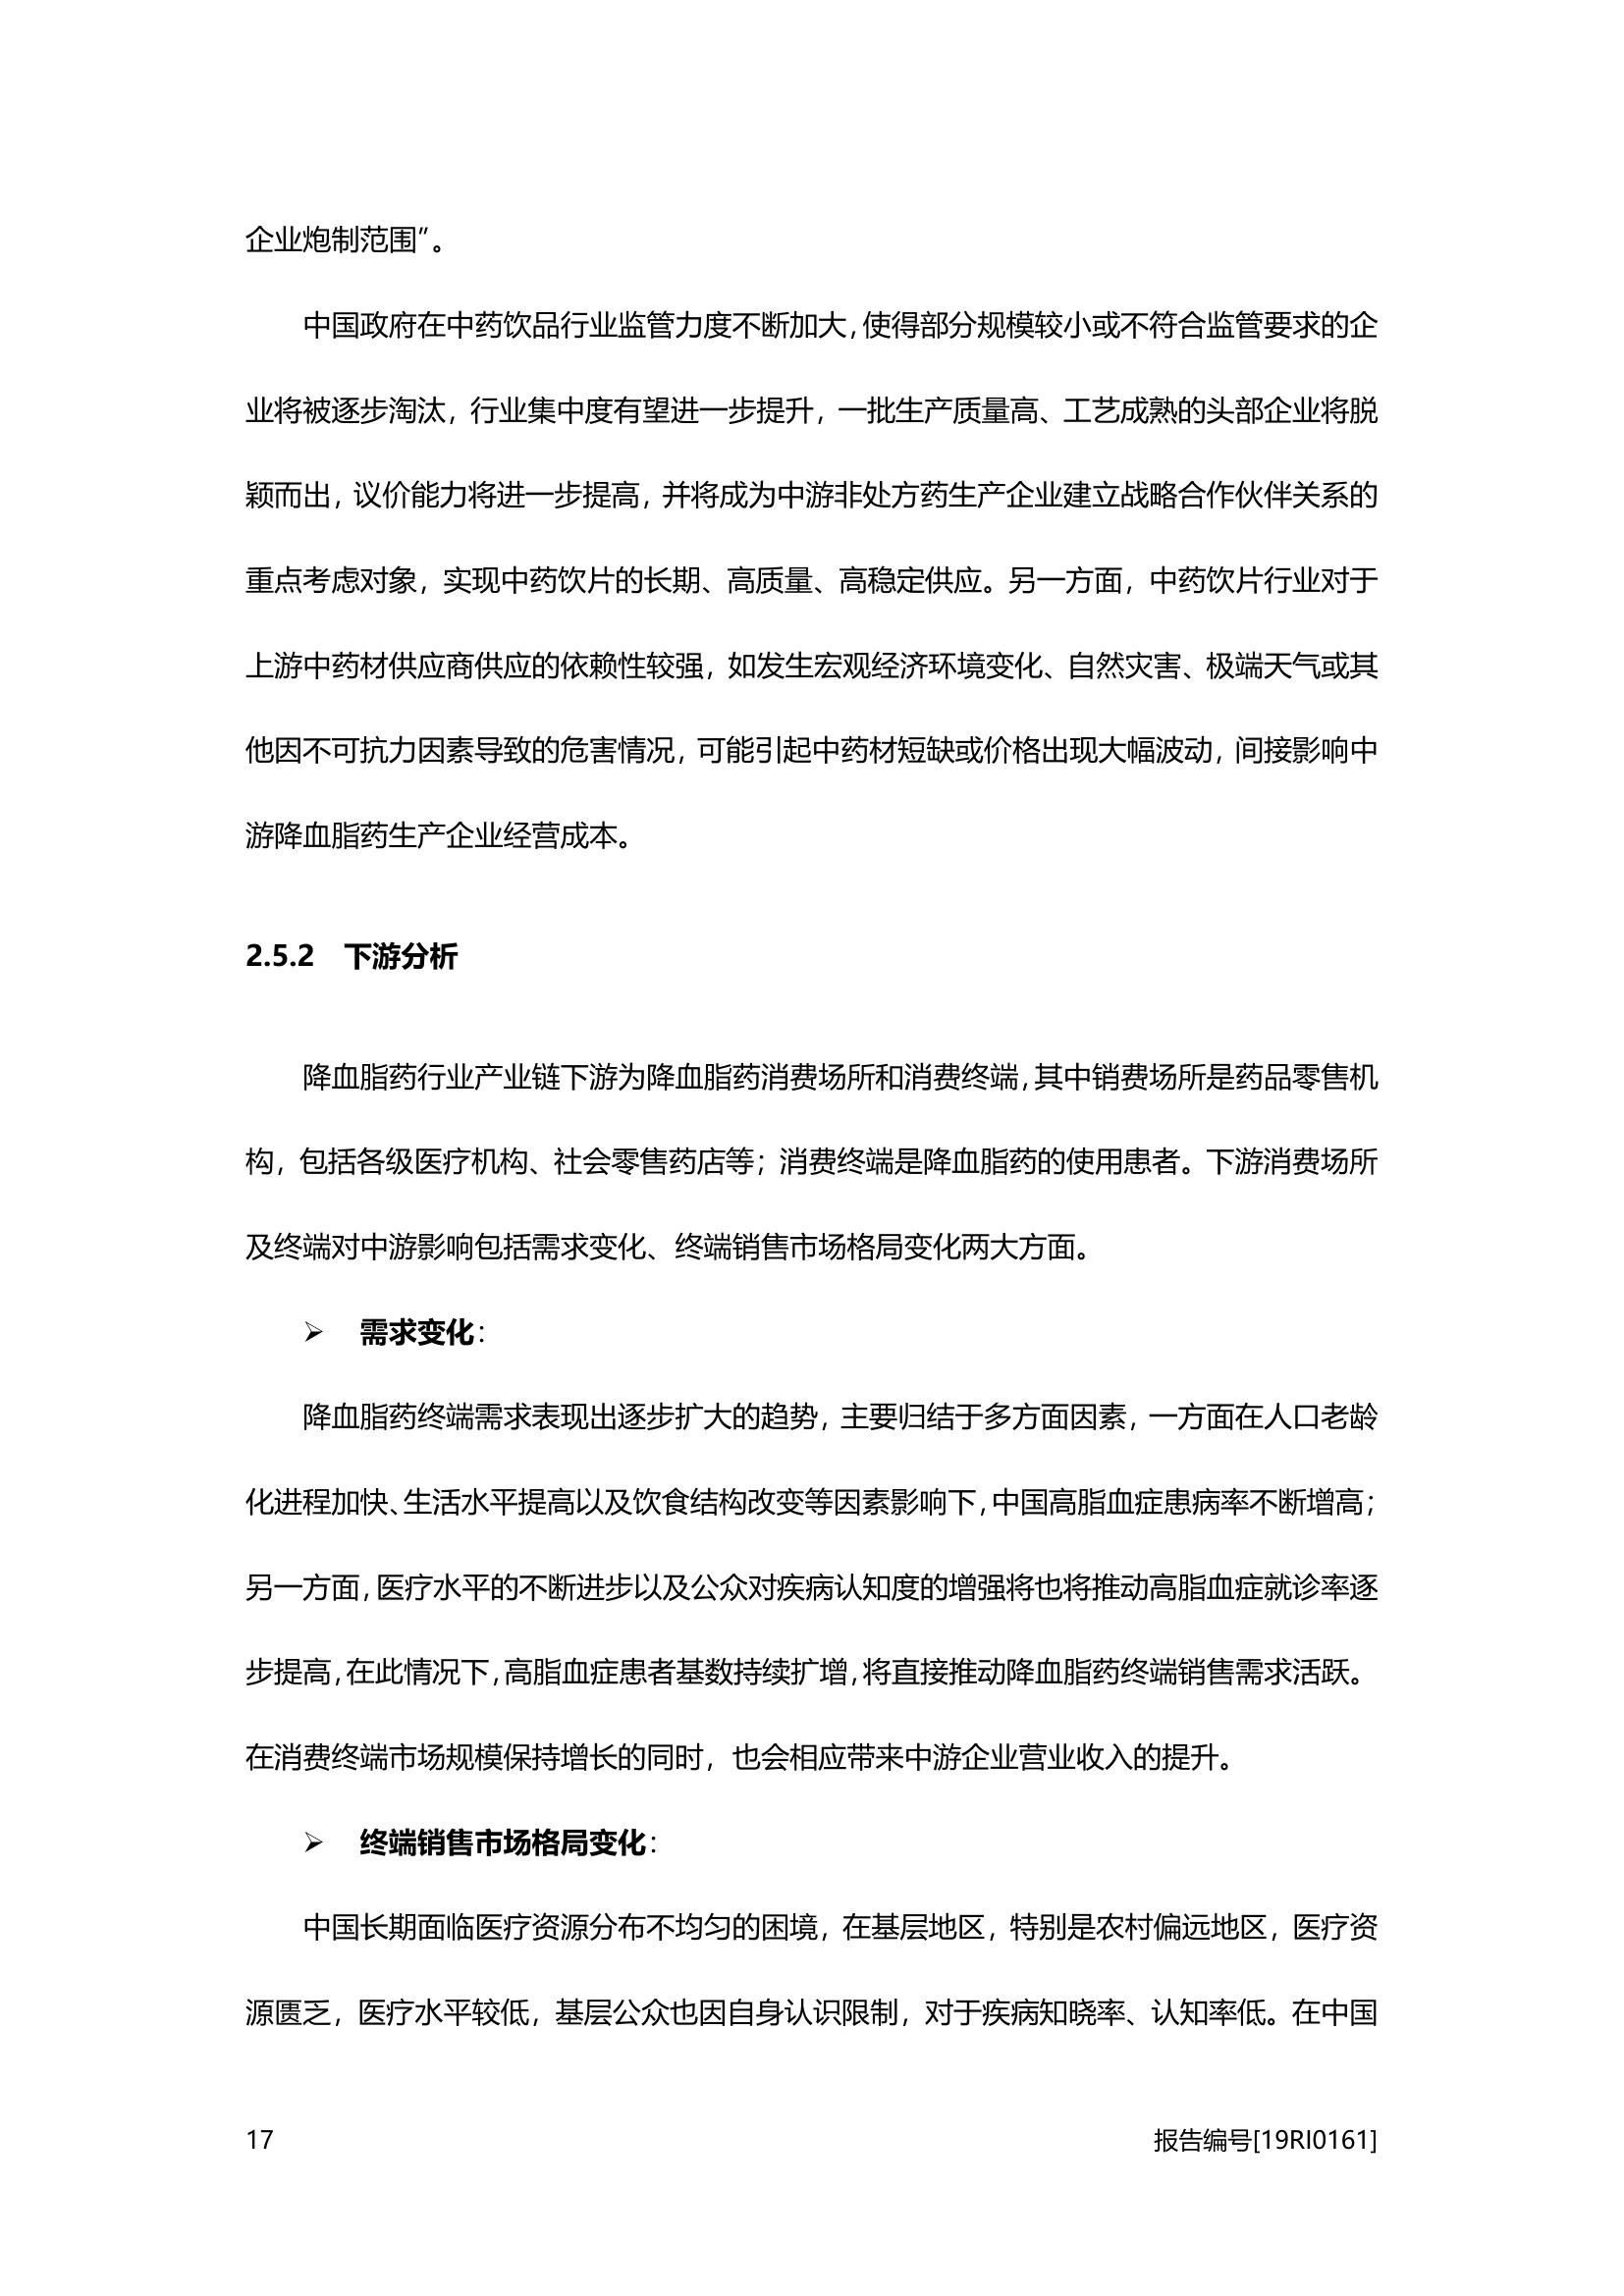 企业炮制范围”。
中国政府在中药饮品行业监管力度不断加大，使得部分规模较小或不符合监管要求的企
业将被逐步淘汰，行业集中度有望进一步提升，一批生产质量高、工艺成熟的头部企业将脱
颖而出，议价能力将进一步提高，并将成为中游非处方药生产企业建立战略合作伙伴关系的
重点考虑对象，实现中药饮片的长期、高质量、高稳定供应。另一方面，中药饮片行业对于
上游中药材供应商供应的依赖性较强，如发生宏观经济环境变化、自然灾害、极端天气或其
他因不可抗力因素导致的危害情况，可能引起中药材短缺或价格出现大幅波动，间接影响中
游降血脂药生产企业经营成本。
2.5.2 下游分析
降血脂药行业产业链下游为降血脂药消费场所和消费终端，其中销费场所是药品零售机
构，包括各级医疗机构、社会零售药店等；消费终端是降血脂药的使用患者。下游消费场所
及终端对中游影响包括需求变化、终端销售市场格局变化两大方面。
➢ 需求变化：
降血脂药终端需求表现出逐步扩大的趋势，主要归结于多方面因素，一方面在人口老龄
化进程加快、生活水平提高以及饮食结构改变等因素影响下，中国高脂血症患病率不断增高；
另一方面，医疗水平的不断进步以及公众对疾病认知度的增强将也将推动高脂血症就诊率逐
步提高，在此情况下，高脂血症患者基数持续扩增，将直接推动降血脂药终端销售需求活跃。
在消费终端市场规模保持增长的同时，也会相应带来中游企业营业收入的提升。
➢ 终端销售市场格局变化：
中国长期面临医疗资源分布不均匀的困境，在基层地区，特别是农村偏远地区，医疗资
源匮乏，医疗水平较低，基层公众也因自身认识限制，对于疾病知晓率、认知率低。在中国
17 报告编号[19RI0161]